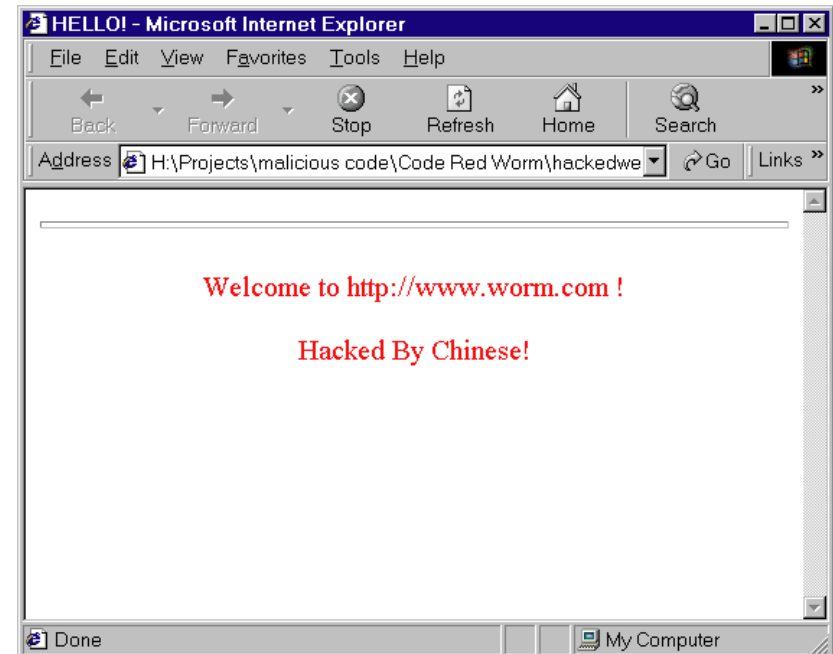 HELLO! - Microsoft Internet Explorer
File Edit View Favorites Tools Help
Back Forward Stop Refresh Home Search »
Address H:\Projects\malicious code\Code Red Worm\hackedwe Go Links »
Welcome to http://www.worm.com !
Hacked By Chinese!
Done My Computer